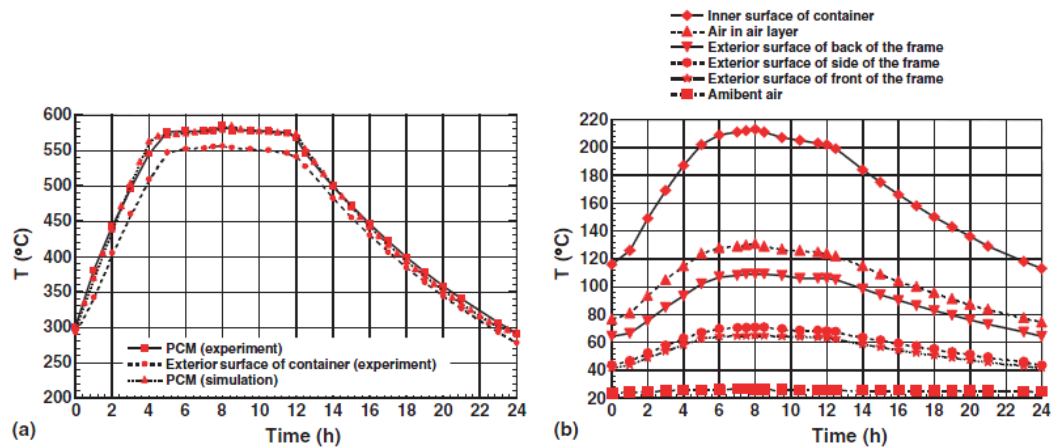 Inner surface of container
Air in air layer
Exterior surface of back of the frame
Exterior surface of side of the frame
Exterior surface of front of the frame
Amibent air
600
550
500
450
400
350
300
250
200
T (°C)
PCM (experiment)
Exterior surface of container (experiment)
PCM (simulation)
0 2 4 6 8 10 12 14 16 18 20 22 24
(a) Time (h)
220
200
180
160
140
120
100
80
60
40
20
T (°C)
0 2 4 6 8 10 12 14 16 18 20 22 24
(b) Time (h)